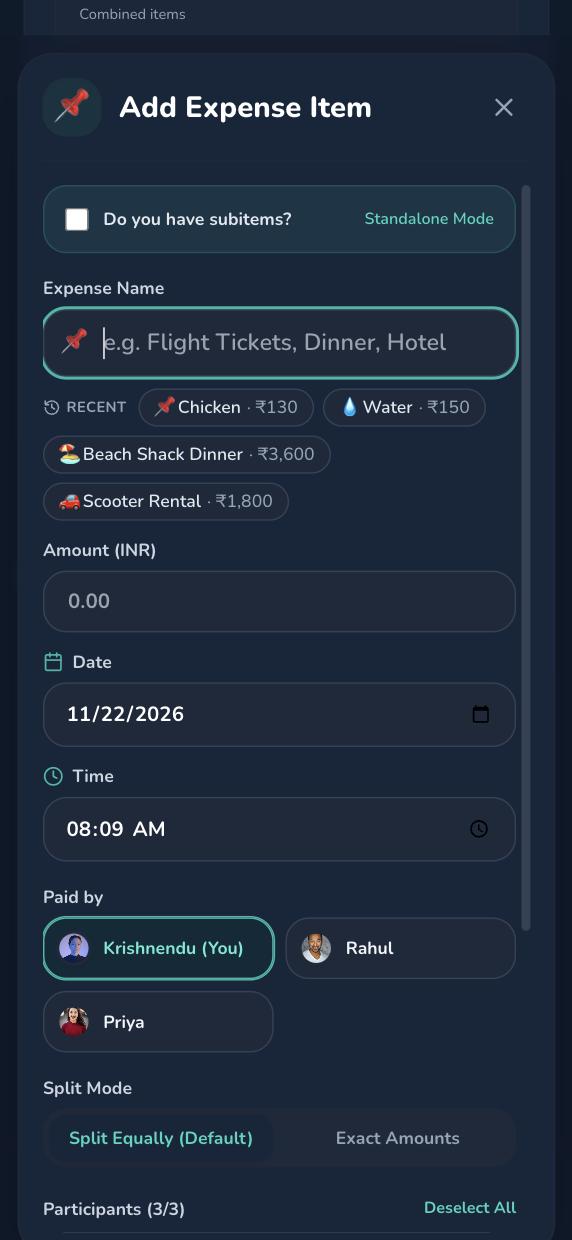 Combined items
Add Expense Item
Do you have subitems? Standalone Mode
Expense Name
e.g. Flight Tickets, Dinner, Hotel
RECENT Chicken · ₹130 Water · ₹150
Beach Shack Dinner · ₹3,600
Scooter Rental · ₹1,800
Amount (INR)
0.00
Date
11/22/2026
Time
08:09 AM
Paid by
Krishnendu (You) Rahul
Priya
Split Mode
Split Equally (Default) Exact Amounts
Participants (3/3) Deselect All